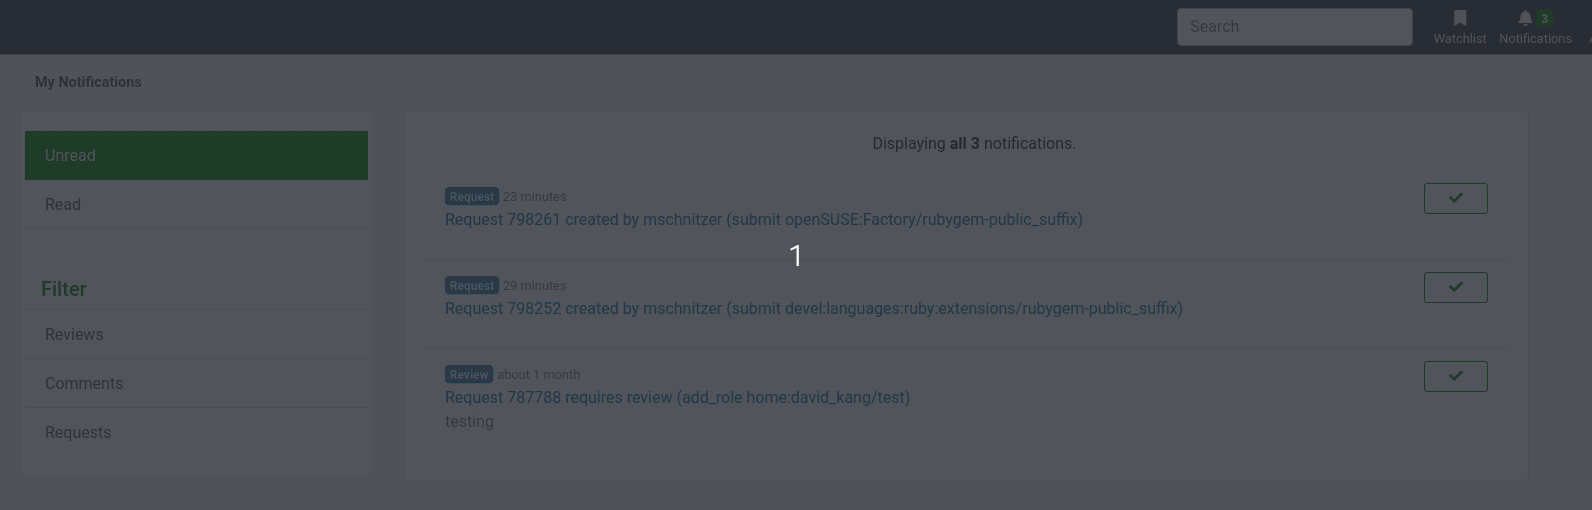 Search
Watchlist
Notifications 3
My Notifications
Unread
Read
Filter
Reviews
Comments
Requests
Displaying all 3 notifications.
Request 23 minutes
Request 798261 created by mschnitzer (submit openSUSE:Factory/rubygem-public_suffix)
1
Request 29 minutes
Request 798252 created by mschnitzer (submit devel:languages:ruby:extensions/rubygem-public_suffix)
Review about 1 month
Request 787788 requires review (add_role home:david_kang/test)
testing